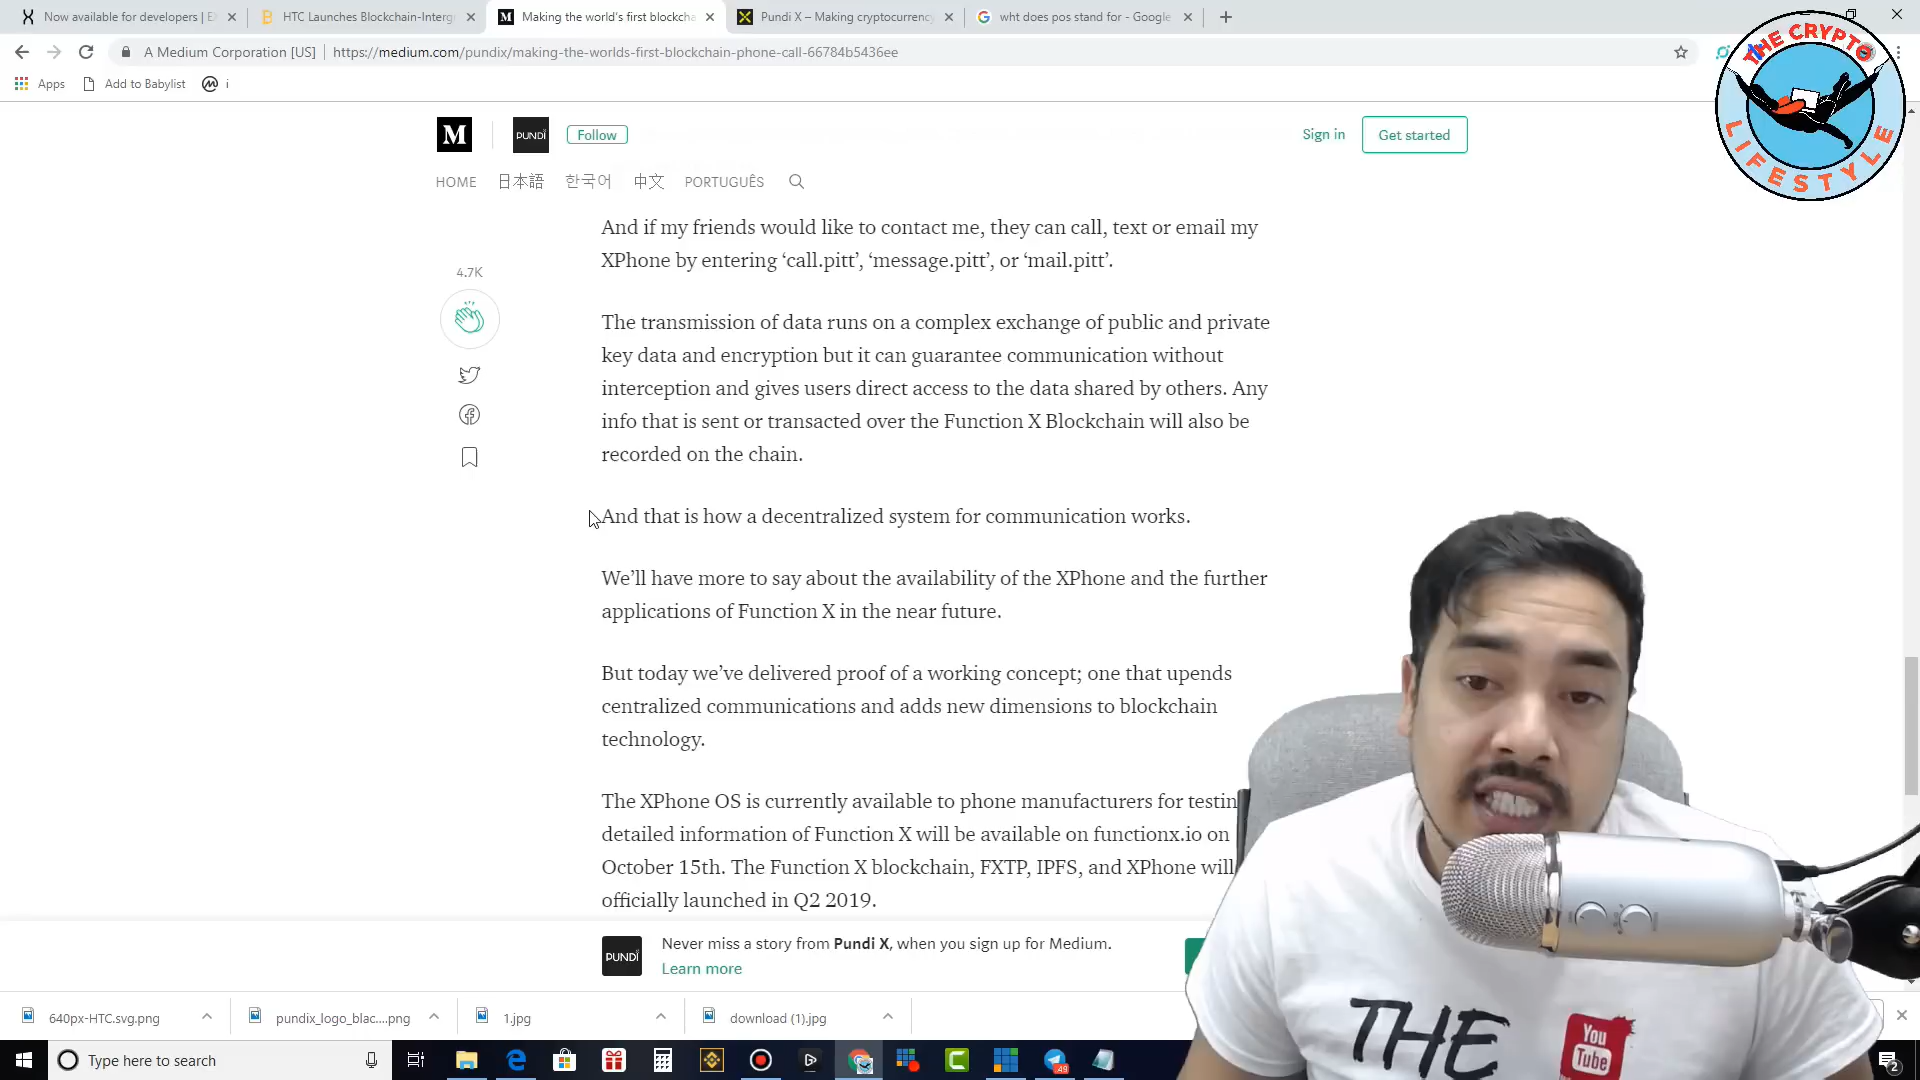 Now available for developers | E
HTC Launches Blockchain-Intergr
Making the world's first blockcha
Pundi X – Making cryptocurrency
wht does pos stand for - Google
A Medium Corporation [US]
https://medium.com/pundix/making-the-worlds-first-blockchain-phone-call-66784b5436ee
Apps
Add to Babylist
i
THE CRYPTO
LIFESTYLE
M
PUNDI
Follow
Sign in
Get started
HOME
日本語
한국어
中文
PORTUGUÊS
And if my friends would like to contact me, they can call, text or email my
XPhone by entering ‘call.pitt’, ‘message.pitt’, or ‘mail.pitt’.
4.7K
The transmission of data runs on a complex exchange of public and private
key data and encryption but it can guarantee communication without
interception and gives users direct access to the data shared by others. Any
info that is sent or transacted over the Function X Blockchain will also be
recorded on the chain.
And that is how a decentralized system for communication works.
We’ll have more to say about the availability of the XPhone and the further
applications of Function X in the near future.
But today we’ve delivered proof of a working concept; one that upends
centralized communications and adds new dimensions to blockchain
technology.
The XPhone OS is currently available to phone manufacturers for testin
detailed information of Function X will be available on functionx.io on
October 15th. The Function X blockchain, FXTP, IPFS, and XPhone will
officially launched in Q2 2019.
PUNDI
Never miss a story from Pundi X, when you sign up for Medium.
Learn more
640px-HTC.svg.png
pundix_logo_blac....png
1.jpg
download (1).jpg
THE
You
Tube
Type here to search
49
2